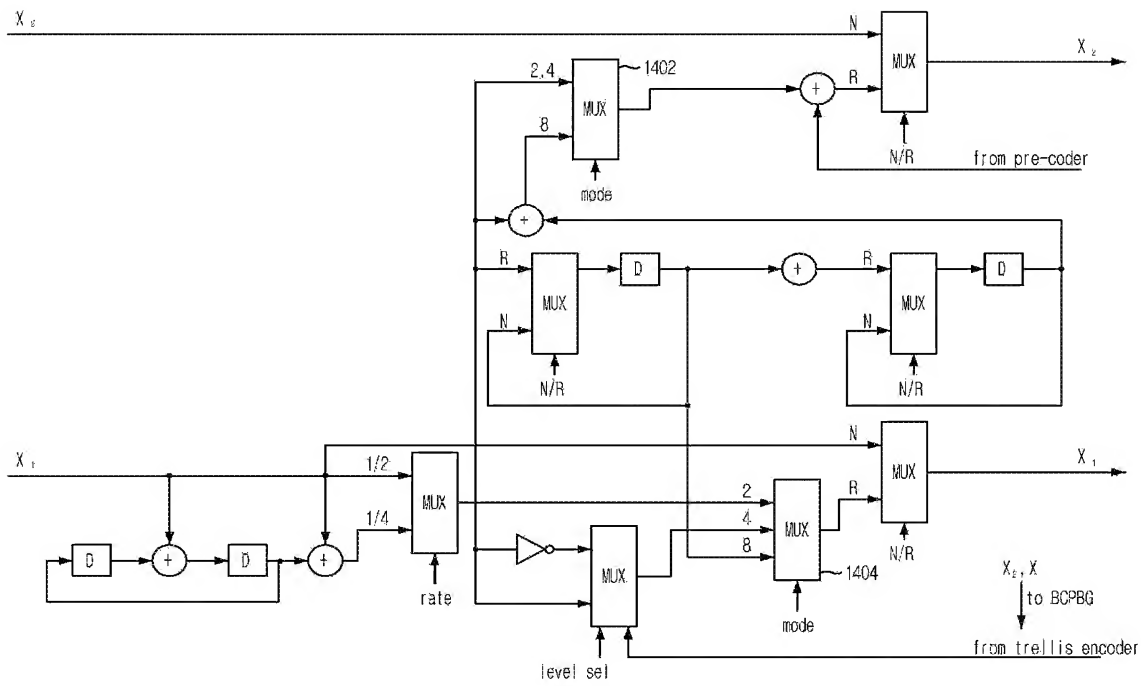 X₂ N
MUX X₂
2,4 1402
MUX + R
8
N/R from pre-coder
mode
+
R D + R D
MUX MUX
N N
N/R N/R
X₁ 1/2 N X₁
MUX 2 MUX
1/4 4 MUX R
D + D + 8
MUX N/R
1404
rate X₂, X
mode to BCPBG
level sel from trellis encoder